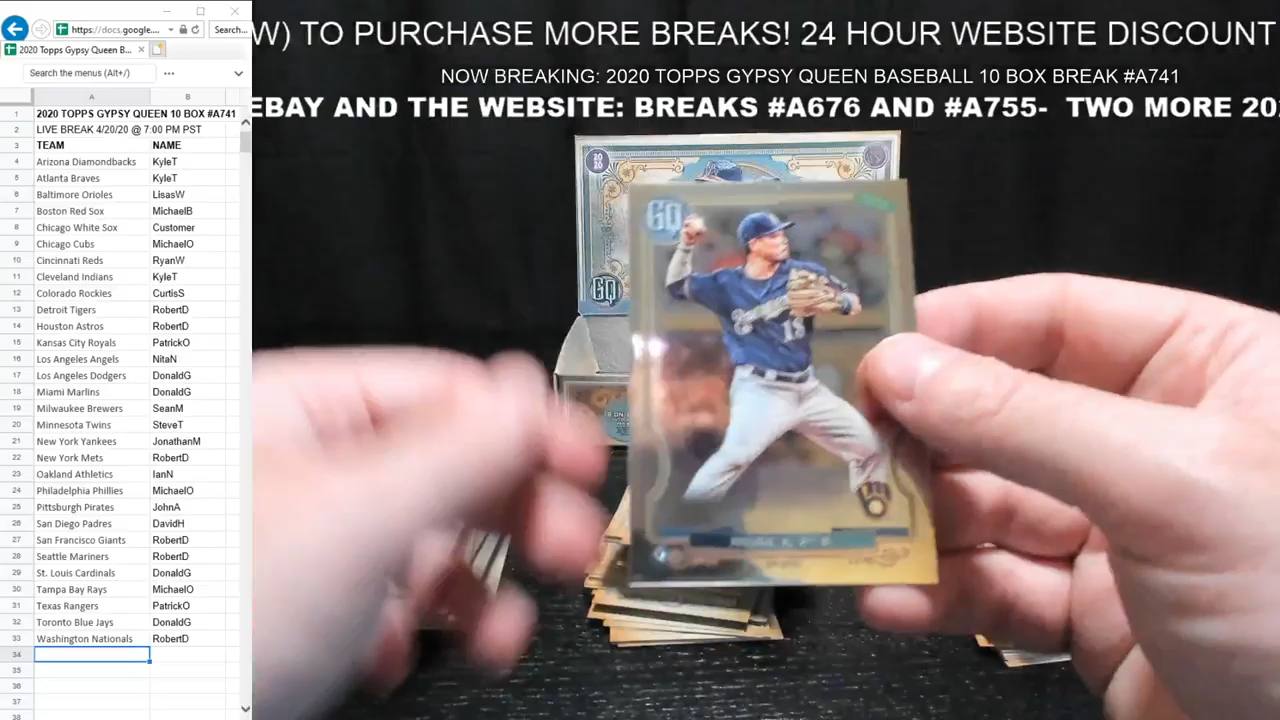 https://docs.google....
Search...
2020 Topps Gypsy Queen B...
Search the menus (Alt+/)
A B
1 2020 TOPPS GYPSY QUEEN 10 BOX #A741
2 LIVE BREAK 4/20/20 @ 7:00 PM PST
3 TEAM NAME
4 Arizona Diamondbacks KyleT
5 Atlanta Braves KyleT
6 Baltimore Orioles LisasW
7 Boston Red Sox MichaelB
8 Chicago White Sox Customer
9 Chicago Cubs MichaelO
10 Cincinnati Reds RyanW
11 Cleveland Indians KyleT
12 Colorado Rockies CurtisS
13 Detroit Tigers RobertD
14 Houston Astros RobertD
15 Kansas City Royals PatrickO
16 Los Angeles Angels NitaN
17 Los Angeles Dodgers DonaldG
18 Miami Marlins DonaldG
19 Milwaukee Brewers SeanM
20 Minnesota Twins SteveT
21 New York Yankees JonathanM
22 New York Mets RobertD
23 Oakland Athletics IanN
24 Philadelphia Phillies MichaelO
25 Pittsburgh Pirates JohnA
26 San Diego Padres DavidH
27 San Francisco Giants RobertD
28 Seattle Mariners RobertD
29 St. Louis Cardinals DonaldG
30 Tampa Bay Rays MichaelO
31 Texas Rangers PatrickO
32 Toronto Blue Jays DonaldG
33 Washington Nationals RobertD
34
35
36
37
38
W) TO PURCHASE MORE BREAKS! 24 HOUR WEBSITE DISCOUNT
NOW BREAKING: 2020 TOPPS GYPSY QUEEN BASEBALL 10 BOX BREAK #A741
EBAY AND THE WEBSITE: BREAKS #A676 AND #A755- TWO MORE 20
2020
GQ
GQ